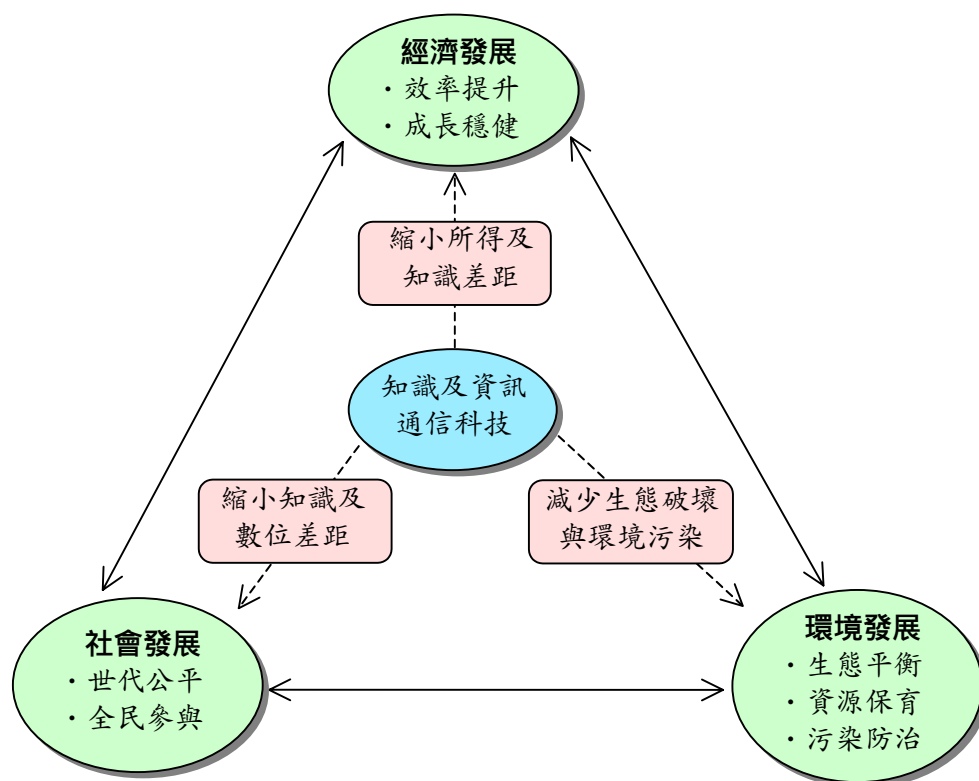 經濟發展
・效率提升
・成長穩健
縮小所得及
知識差距
知識及資訊
通信科技
縮小知識及
數位差距
減少生態破壞
與環境污染
社會發展
・世代公平
・全民參與
環境發展
・生態平衡
・資源保育
・污染防治